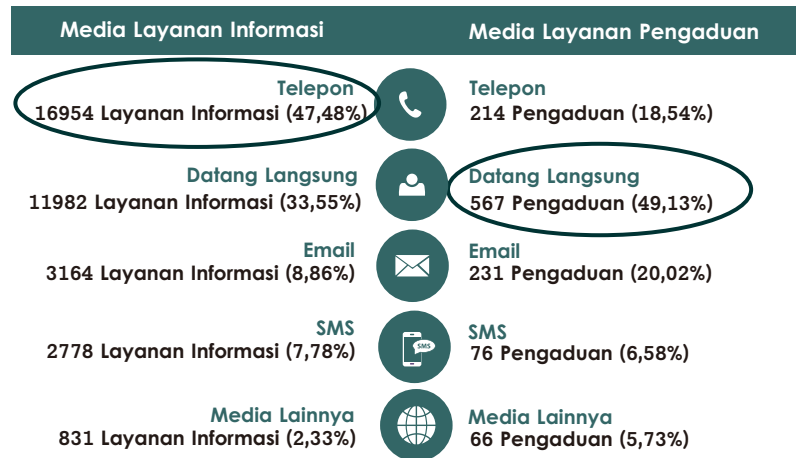 Media Layanan Informasi
Media Layanan Pengaduan
Telepon
16954 Layanan Informasi (47,48%)
Telepon
214 Pengaduan (18,54%)
Datang Langsung
11982 Layanan Informasi (33,55%)
Datang Langsung
567 Pengaduan (49,13%)
Email
3164 Layanan Informasi (8,86%)
Email
231 Pengaduan (20,02%)
SMS
2778 Layanan Informasi (7,78%)
SMS
SMS
76 Pengaduan (6,58%)
Media Lainnya
831 Layanan Informasi (2,33%)
Media Lainnya
66 Pengaduan (5,73%)